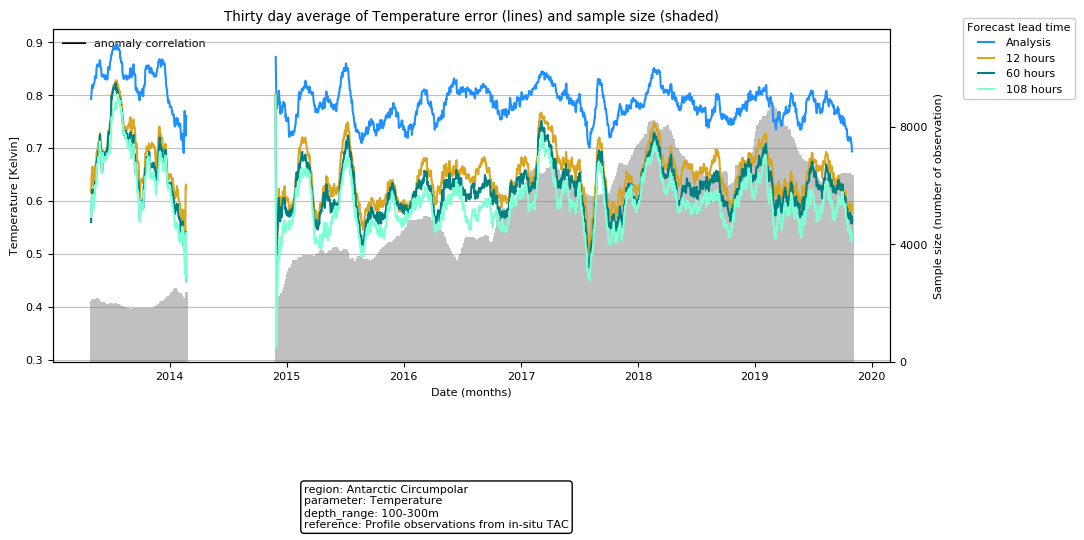 Thirty day average of Temperature error (lines) and sample size (shaded)
anomaly correlation
Forecast lead time
Analysis
12 hours
60 hours
108 hours
Temperature [Kelvin]
0.9
0.8
0.7
0.6
0.5
0.4
0.3
8000
4000
0
Sample size (number of observation)
2014 2015 2016 2017 2018 2019 2020
Date (months)
region: Antarctic Circumpolar
parameter: Temperature
depth_range: 100-300m
reference: Profile observations from in-situ TAC